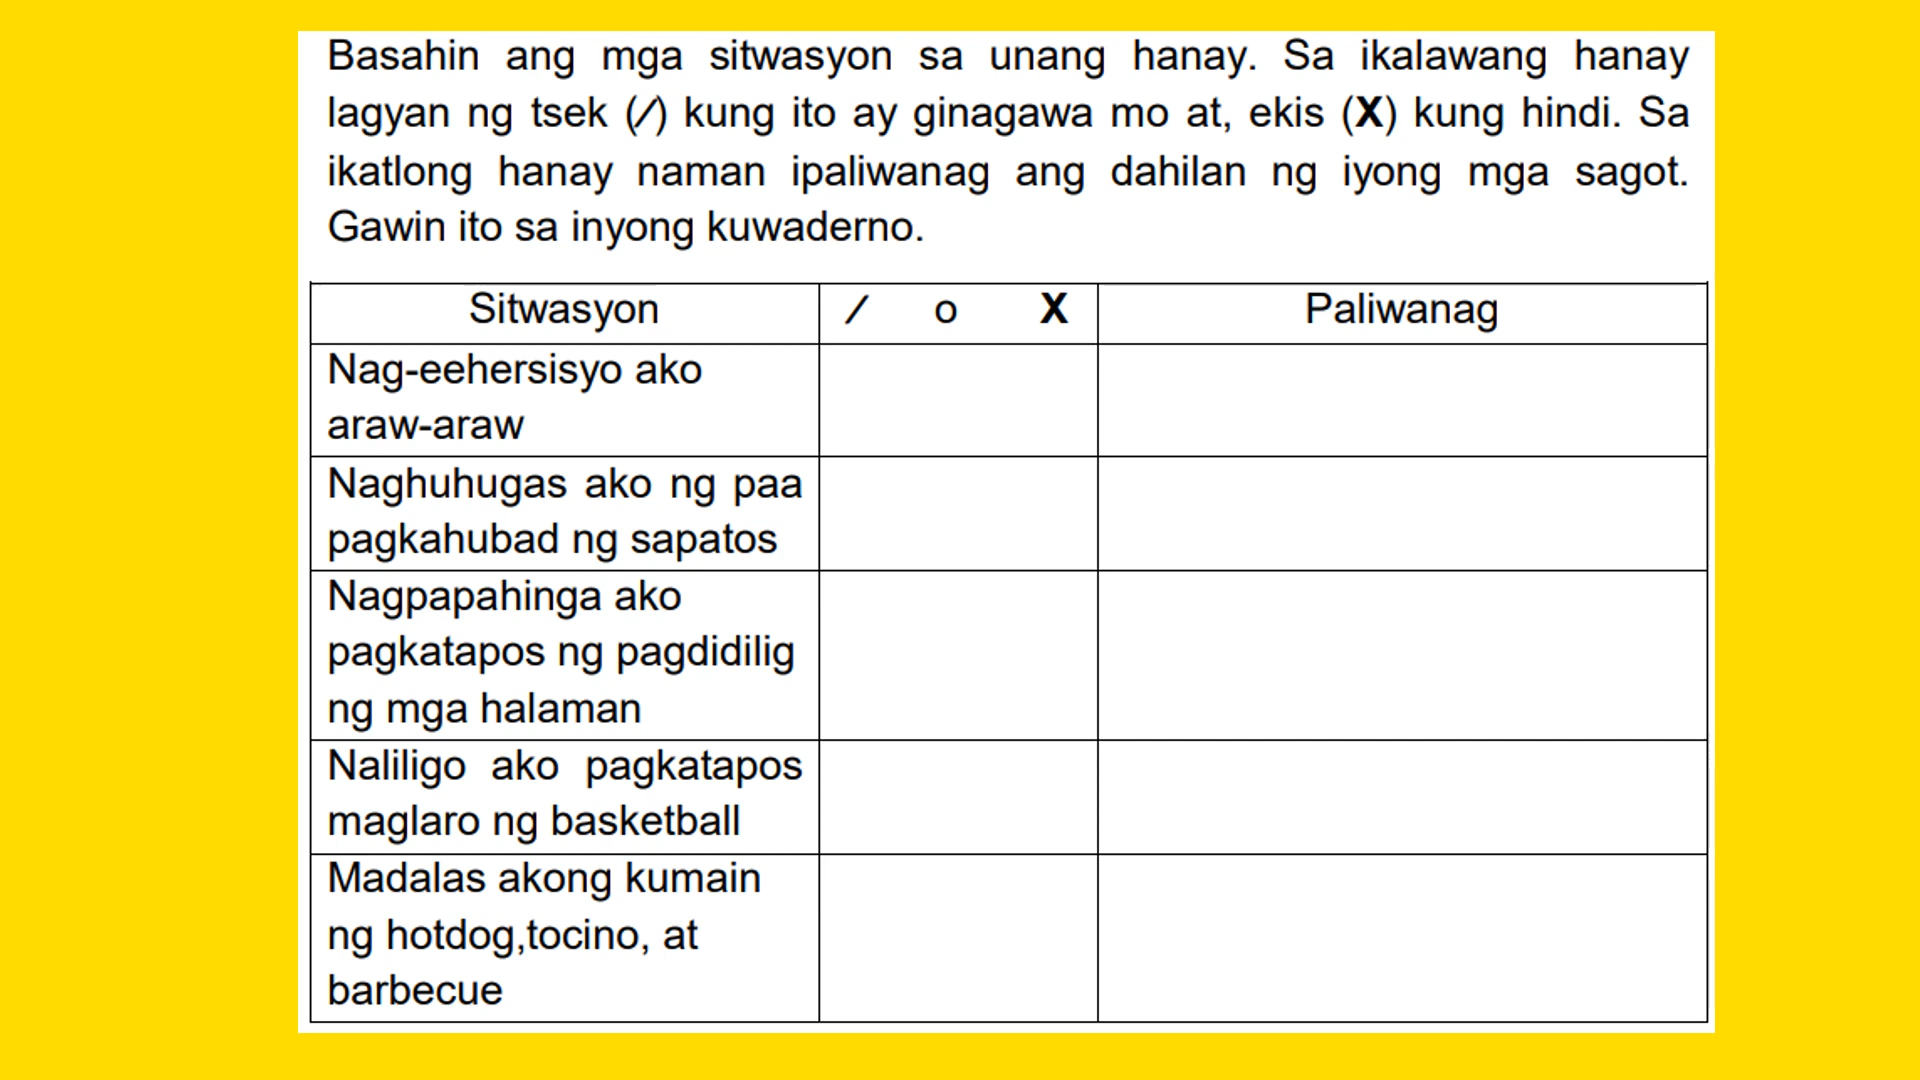 Basahin ang mga sitwasyon sa unang hanay. Sa ikalawang hanay
lagyan ng tsek (/) kung ito ay ginagawa mo at, ekis (X) kung hindi. Sa
ikatlong hanay naman ipaliwanag ang dahilan ng iyong mga sagot.
Gawin ito sa inyong kuwaderno.
Sitwasyon / o X Paliwanag
Nag-eehersisyo ako
araw-araw
Naghuhugas ako ng paa
pagkahubad ng sapatos
Nagpapahinga ako
pagkatapos ng pagdidilig
ng mga halaman
Naliligo ako pagkatapos
maglaro ng basketball
Madalas akong kumain
ng hotdog,tocino, at
barbecue